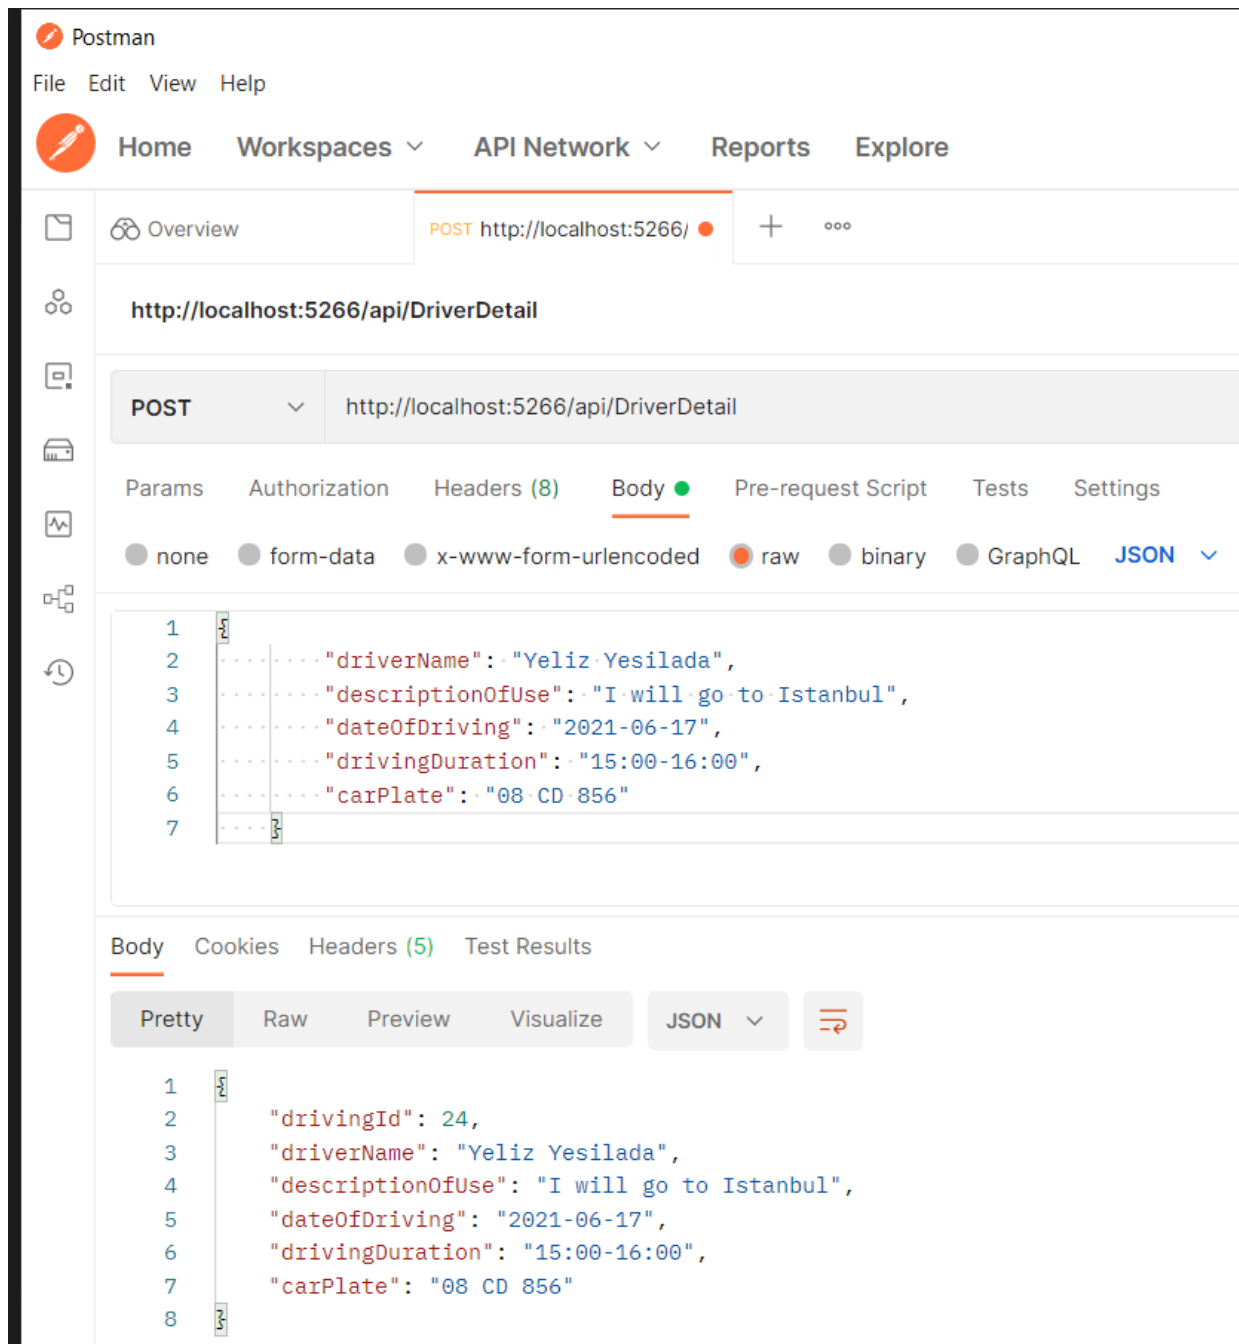 Postman
File Edit View Help
Home Workspaces API Network Reports Explore
Overview POST http://localhost:5266/
http://localhost:5266/api/DriverDetail
POST http://localhost:5266/api/DriverDetail
Params Authorization Headers (8) Body Pre-request Script Tests Settings
none form-data x-www-form-urlencoded raw binary GraphQL JSON
1 {
2 "driverName": "Yeliz Yesilada",
3 "descriptionOfUse": "I will go to Istanbul",
4 "dateOfDriving": "2021-06-17",
5 "drivingDuration": "15:00-16:00",
6 "carPlate": "08 CD 856"
7 }
Body Cookies Headers (5) Test Results
Pretty Raw Preview Visualize JSON
1 {
2 "drivingId": 24,
3 "driverName": "Yeliz Yesilada",
4 "descriptionOfUse": "I will go to Istanbul",
5 "dateOfDriving": "2021-06-17",
6 "drivingDuration": "15:00-16:00",
7 "carPlate": "08 CD 856"
8 }